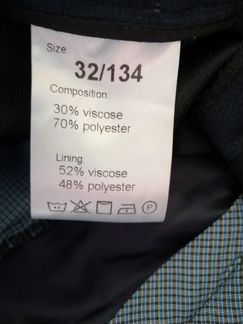 Size:
32/134
Composition:
30% viscose
70% polyester
Lining:
52% viscose
48% polyester
P